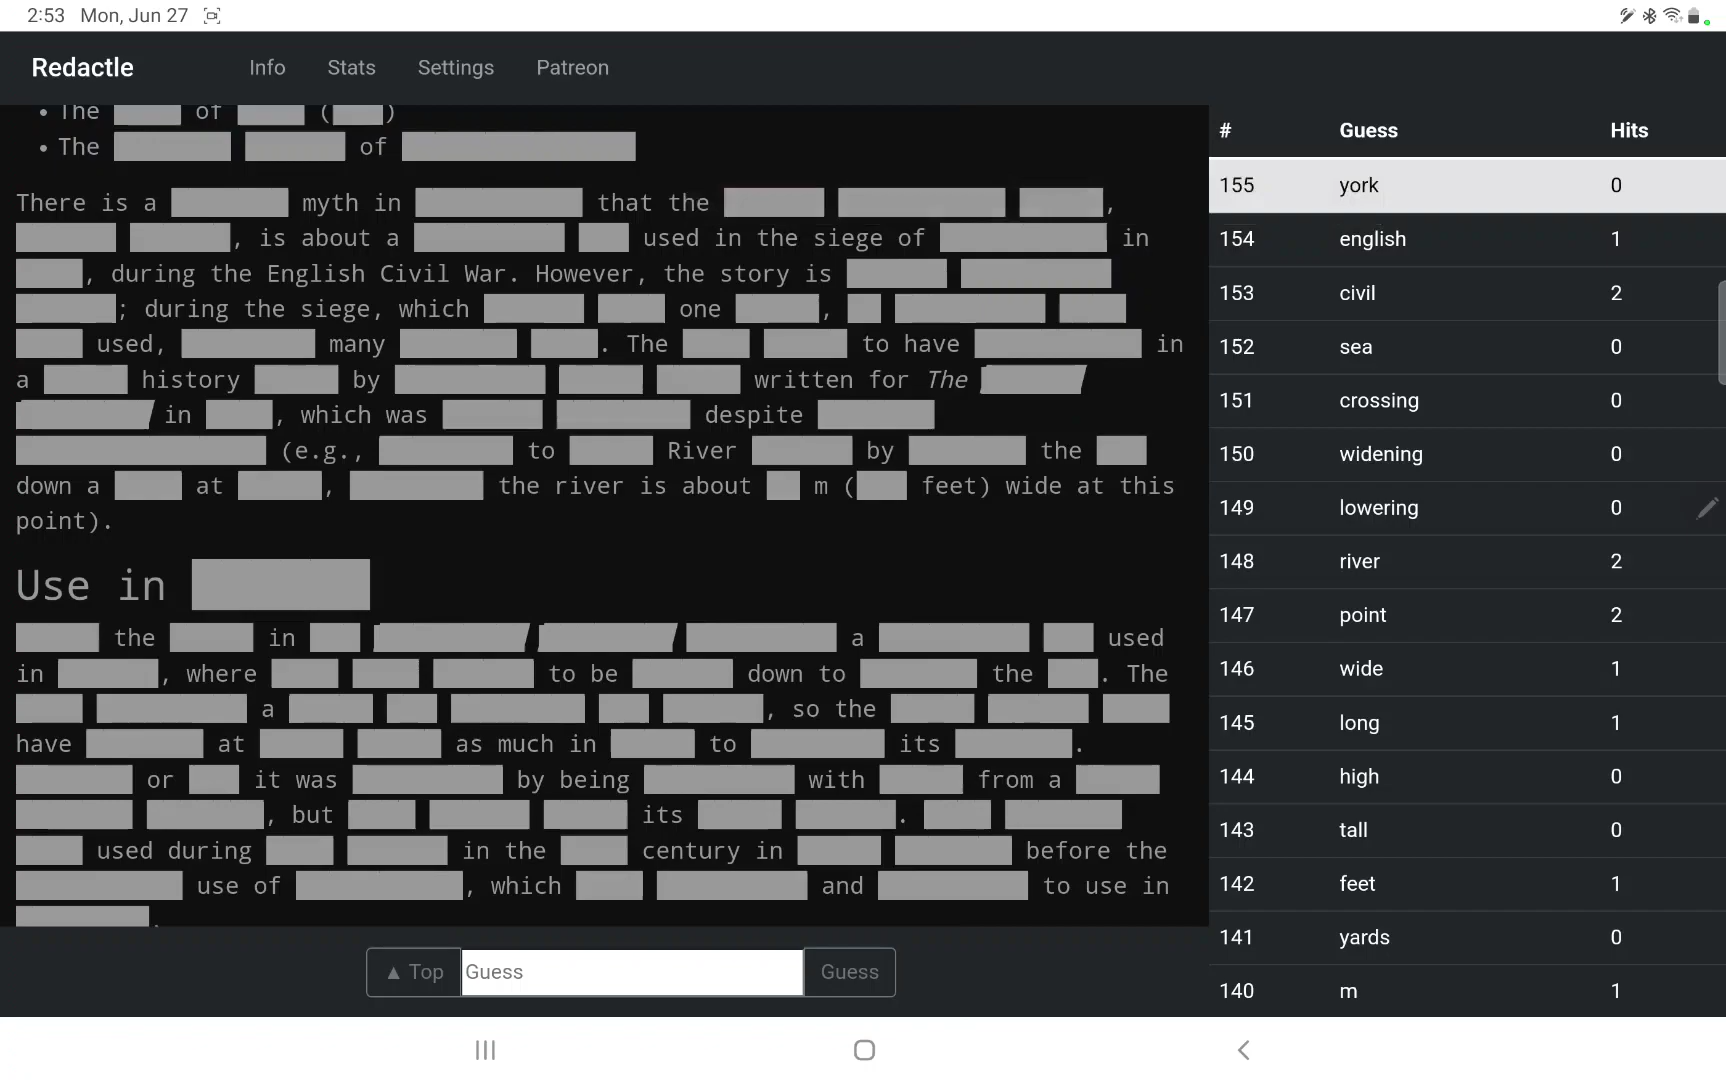 2:53 Mon, Jun 27
Redactle Info Stats Settings Patreon
• The of ( )
• The of
There is a myth in that the ,
, is about a used in the siege of in
, during the English Civil War. However, the story is
; during the siege, which one ,
used, many . The to have in
a history by written for The
in , which was despite
(e.g., to River by the
down a at , the river is about m ( feet) wide at this
point).
Use in
the in a used
in , where to be down to the . The
a , so the
have at as much in to its .
or it was by being with from a
, but its .
used during in the century in before the
use of , which and to use in
.
▲ Top Guess Guess
# Guess Hits
155 york 0
154 english 1
153 civil 2
152 sea 0
151 crossing 0
150 widening 0
149 lowering 0
148 river 2
147 point 2
146 wide 1
145 long 1
144 high 0
143 tall 0
142 feet 1
141 yards 0
140 m 1